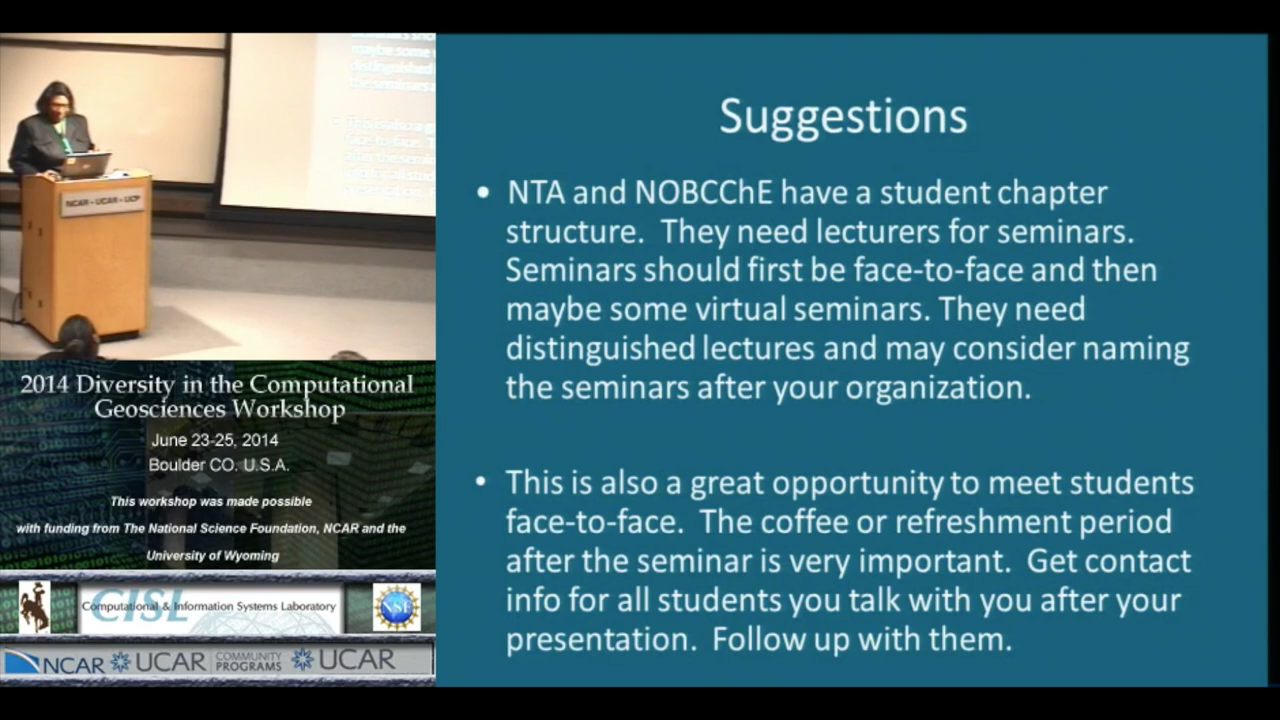 Suggestions
• NTA and NOBCChE have a student chapter
structure. They need lecturers for seminars.
Seminars should first be face-to-face and then
maybe some virtual seminars. They need
distinguished lectures and may consider naming
the seminars after your organization.
• This is also a great opportunity to meet students
face-to-face. The coffee or refreshment period
after the seminar is very important. Get contact
info for all students you talk with you after your
presentation. Follow up with them.
NCAR • UCAR • UCP
2014 Diversity in the Computational
Geosciences Workshop
June 23-25, 2014
Boulder CO. U.S.A.
This workshop was made possible
with funding from The National Science Foundation, NCAR and the
University of Wyoming
CISL
Computational & Information Systems Laboratory
NSF
NCAR UCAR COMMUNITY PROGRAMS UCAR